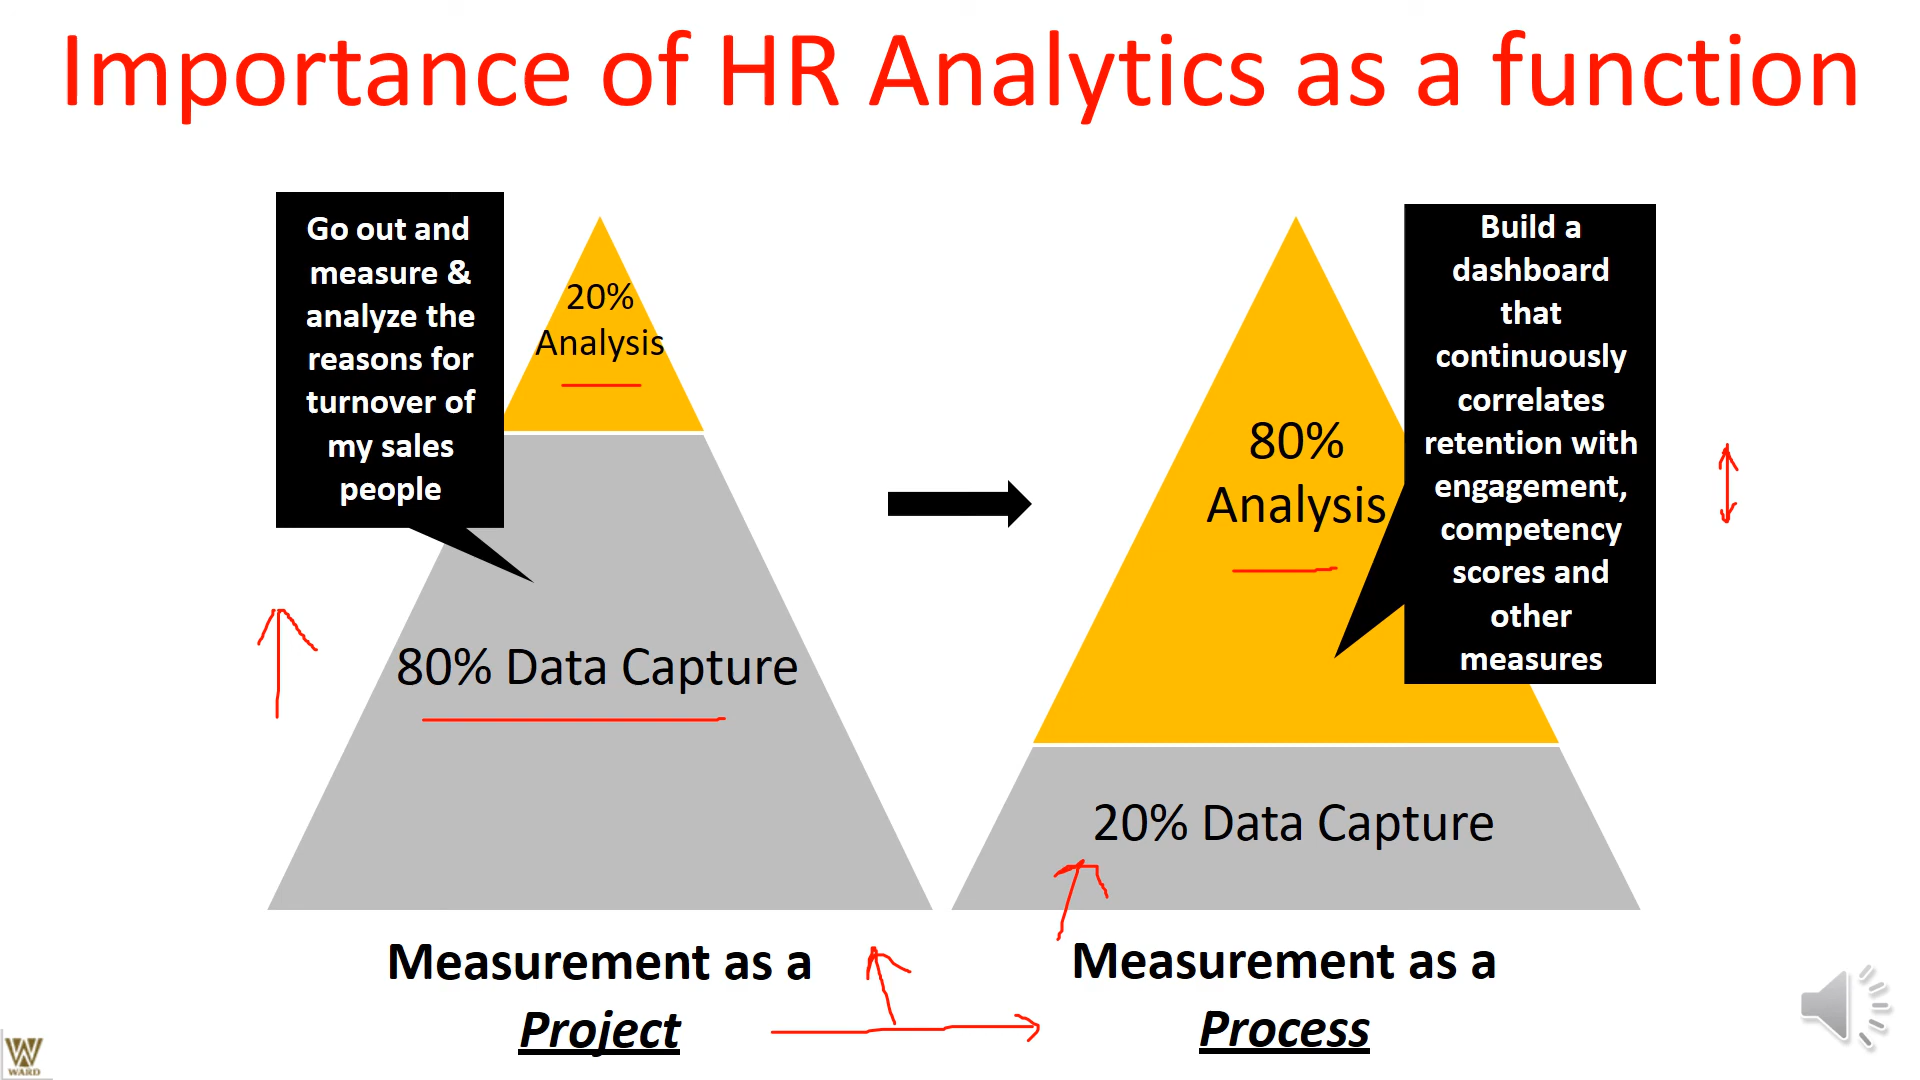 Importance of HR Analytics as a function
Go out and
measure &
analyze the
reasons for
turnover of
my sales
people
20%
Analysis
80% Data Capture
Measurement as a
Project
Build a
dashboard
that
continuously
correlates
retention with
engagement,
competency
scores and
other
measures
80%
Analysis
20% Data Capture
Measurement as a
Process
WARD